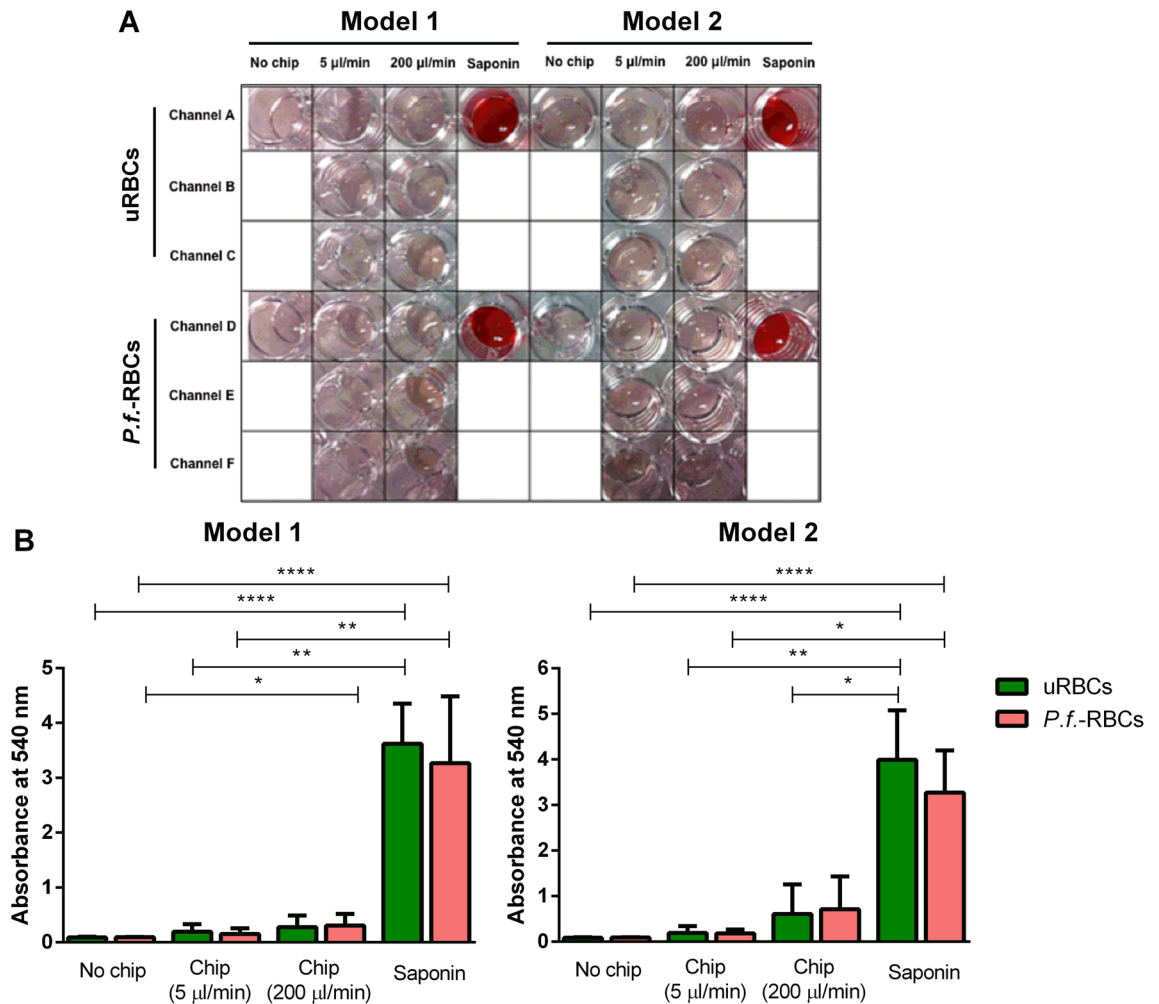 A
Model 1 Model 2
No chip 5 µl/min 200 µl/min Saponin No chip 5 µl/min 200 µl/min Saponin
uRBCs
Channel A
Channel B
Channel C
P.f.-RBCs
Channel D
Channel E
Channel F
B
Model 1
****
****
**
**
*
Absorbance at 540 nm
5
4
3
2
1
0
No chip Chip Chip Saponin
(5 µl/min) (200 µl/min)
Model 2
****
****
*
**
*
Absorbance at 540 nm
6
5
4
3
2
1
0
No chip Chip Chip Saponin
(5 µl/min) (200 µl/min)
uRBCs
P.f.-RBCs